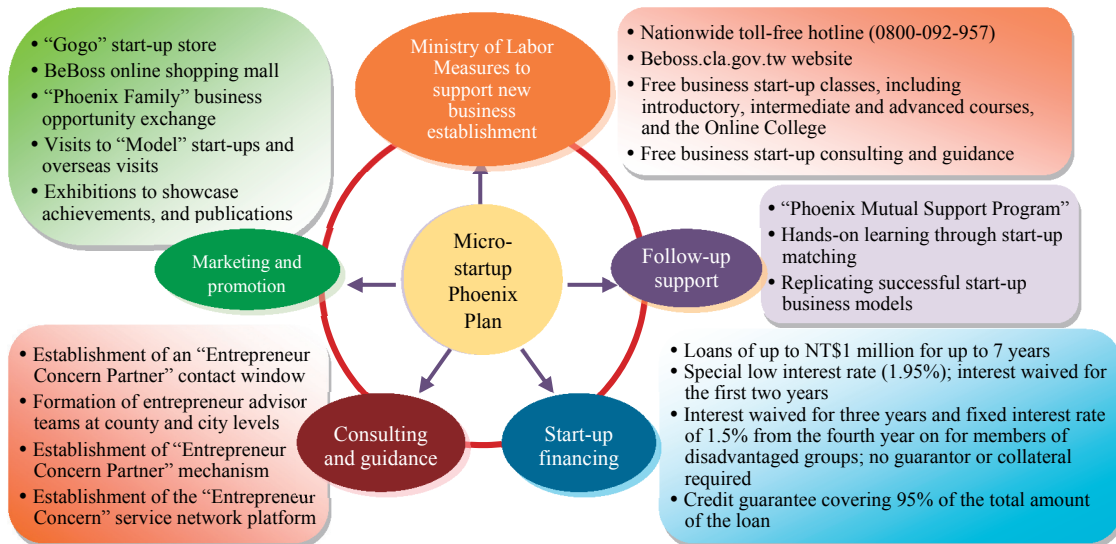 • “Gogo” start-up store
• BeBoss online shopping mall
• “Phoenix Family” business
opportunity exchange
• Visits to “Model” start-ups and
overseas visits
• Exhibitions to showcase
achievements, and publications
Ministry of Labor
Measures to
support new
business
establishment
• Nationwide toll-free hotline (0800-092-957)
• Beboss.cla.gov.tw website
• Free business start-up classes, including
introductory, intermediate and advanced courses,
and the Online College
• Free business start-up consulting and guidance
Marketing and
promotion
Micro-
startup
Phoenix
Plan
Follow-up
support
• “Phoenix Mutual Support Program”
• Hands-on learning through start-up
matching
• Replicating successful start-up
business models
• Establishment of an “Entrepreneur
Concern Partner” contact window
• Formation of entrepreneur advisor
teams at county and city levels
• Establishment of “Entrepreneur
Concern Partner” mechanism
• Establishment of the “Entrepreneur
Concern” service network platform
Consulting
and guidance
Start-up
financing
• Loans of up to NT$1 million for up to 7 years
• Special low interest rate (1.95%); interest waived for
the first two years
• Interest waived for three years and fixed interest rate
of 1.5% from the fourth year on for members of
disadvantaged groups; no guarantor or collateral
required
• Credit guarantee covering 95% of the total amount
of the loan